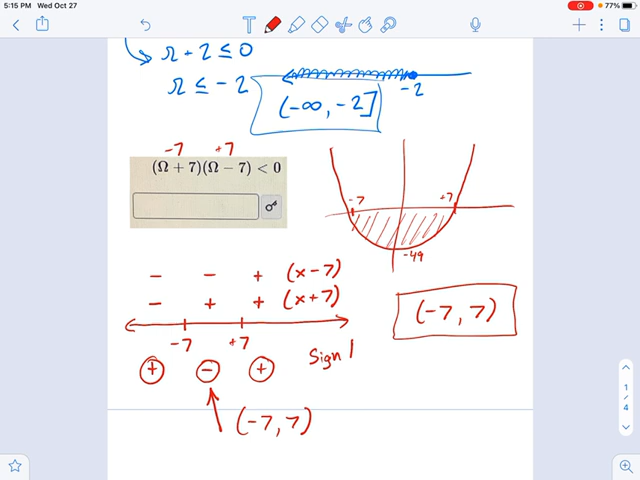 5:15 PM Wed Oct 27
77%
r + 2 ≤ 0
r ≤ -2
-2
(-∞, -2]
-7 +7
(Ω + 7)(Ω − 7) < 0
σ
-7 +7
-49
- - + (x-7)
- + + (x+7)
-7 +7
(-7, 7)
+ - +
Sign
(-7, 7)
1 / 4